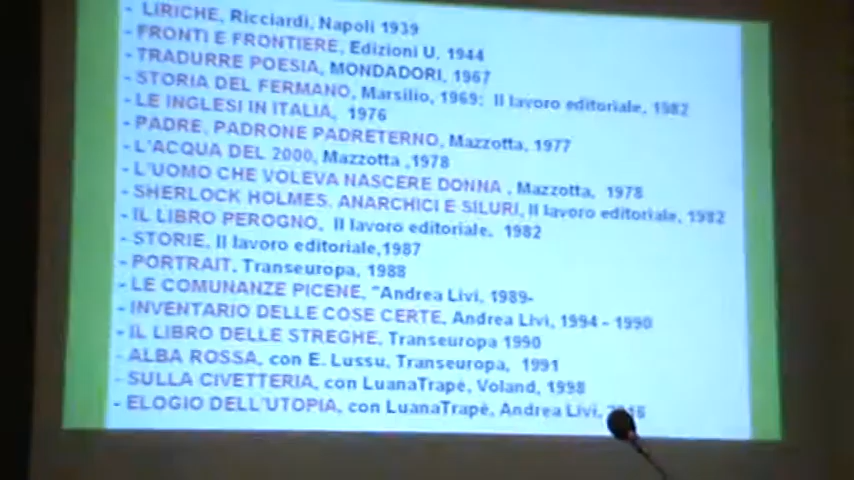 - LIRICHE, Ricciardi, Napoli 1939
- FRONTI E FRONTIERE, Edizioni U. 1944
- TRADURRE POESIA, MONDADORI, 1967
- STORIA DEL FERMANO, Marsilio, 1969; Il lavoro editoriale, 1982
- LE INGLESI IN ITALIA, 1976
- PADRE, PADRONE PADRETERNO, Mazzotta, 1977
- L'ACQUA DEL 2000, Mazzotta ,1978
- L'UOMO CHE VOLEVA NASCERE DONNA , Mazzotta, 1978
- SHERLOCK HOLMES. ANARCHICI E SILURI, Il lavoro editoriale, 1982
- IL LIBRO PEROGNO, Il lavoro editoriale, 1982
- STORIE, Il lavoro editoriale,1987
- PORTRAIT, Transeuropa, 1988
- LE COMUNANZE PICENE, "Andrea Livi, 1989-
- INVENTARIO DELLE COSE CERTE, Andrea Livi, 1994 - 1990
- IL LIBRO DELLE STREGHE, Transeuropa 1990
- ALBA ROSSA, con E. Lussu, Transeuropa, 1991
- SULLA CIVETTERIA, con LuanaTrapè, Voland, 1998
- ELOGIO DELL'UTOPIA, con LuanaTrapè, Andrea Livi,